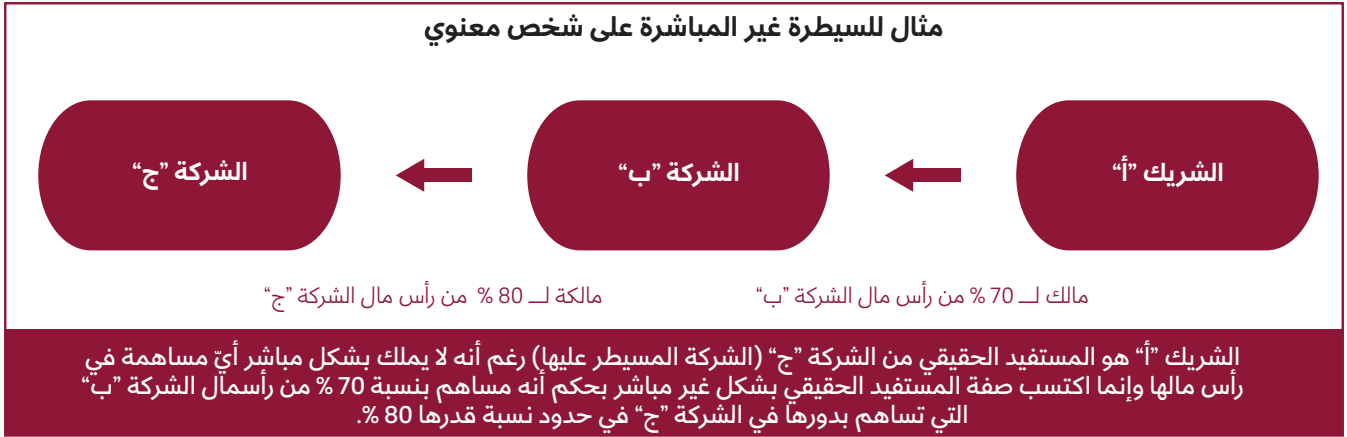 مثال للسيطرة غير المباشرة على شخص معنوي
الشريك ”أ“
الشركة ”ب“
الشركة ”ج“
مالك لــ 70 % من رأس مال الشركة ”ب“
مالكة لــ 80 % من رأس مال الشركة ”ج“
الشريك ”أ“ هو المستفيد الحقيقي من الشركة ”ج“ (الشركة المسيطر عليها) رغم أنه لا يملك بشكل مباشر أيّ مساهمة في
رأس مالها وإنما اكتسب صفة المستفيد الحقيقي بشكل غير مباشر بحكم أنه مساهم بنسبة 70 % من رأسمال الشركة ”ب“
التي تساهم بدورها في الشركة ”ج“ في حدود نسبة قدرها 80 %.